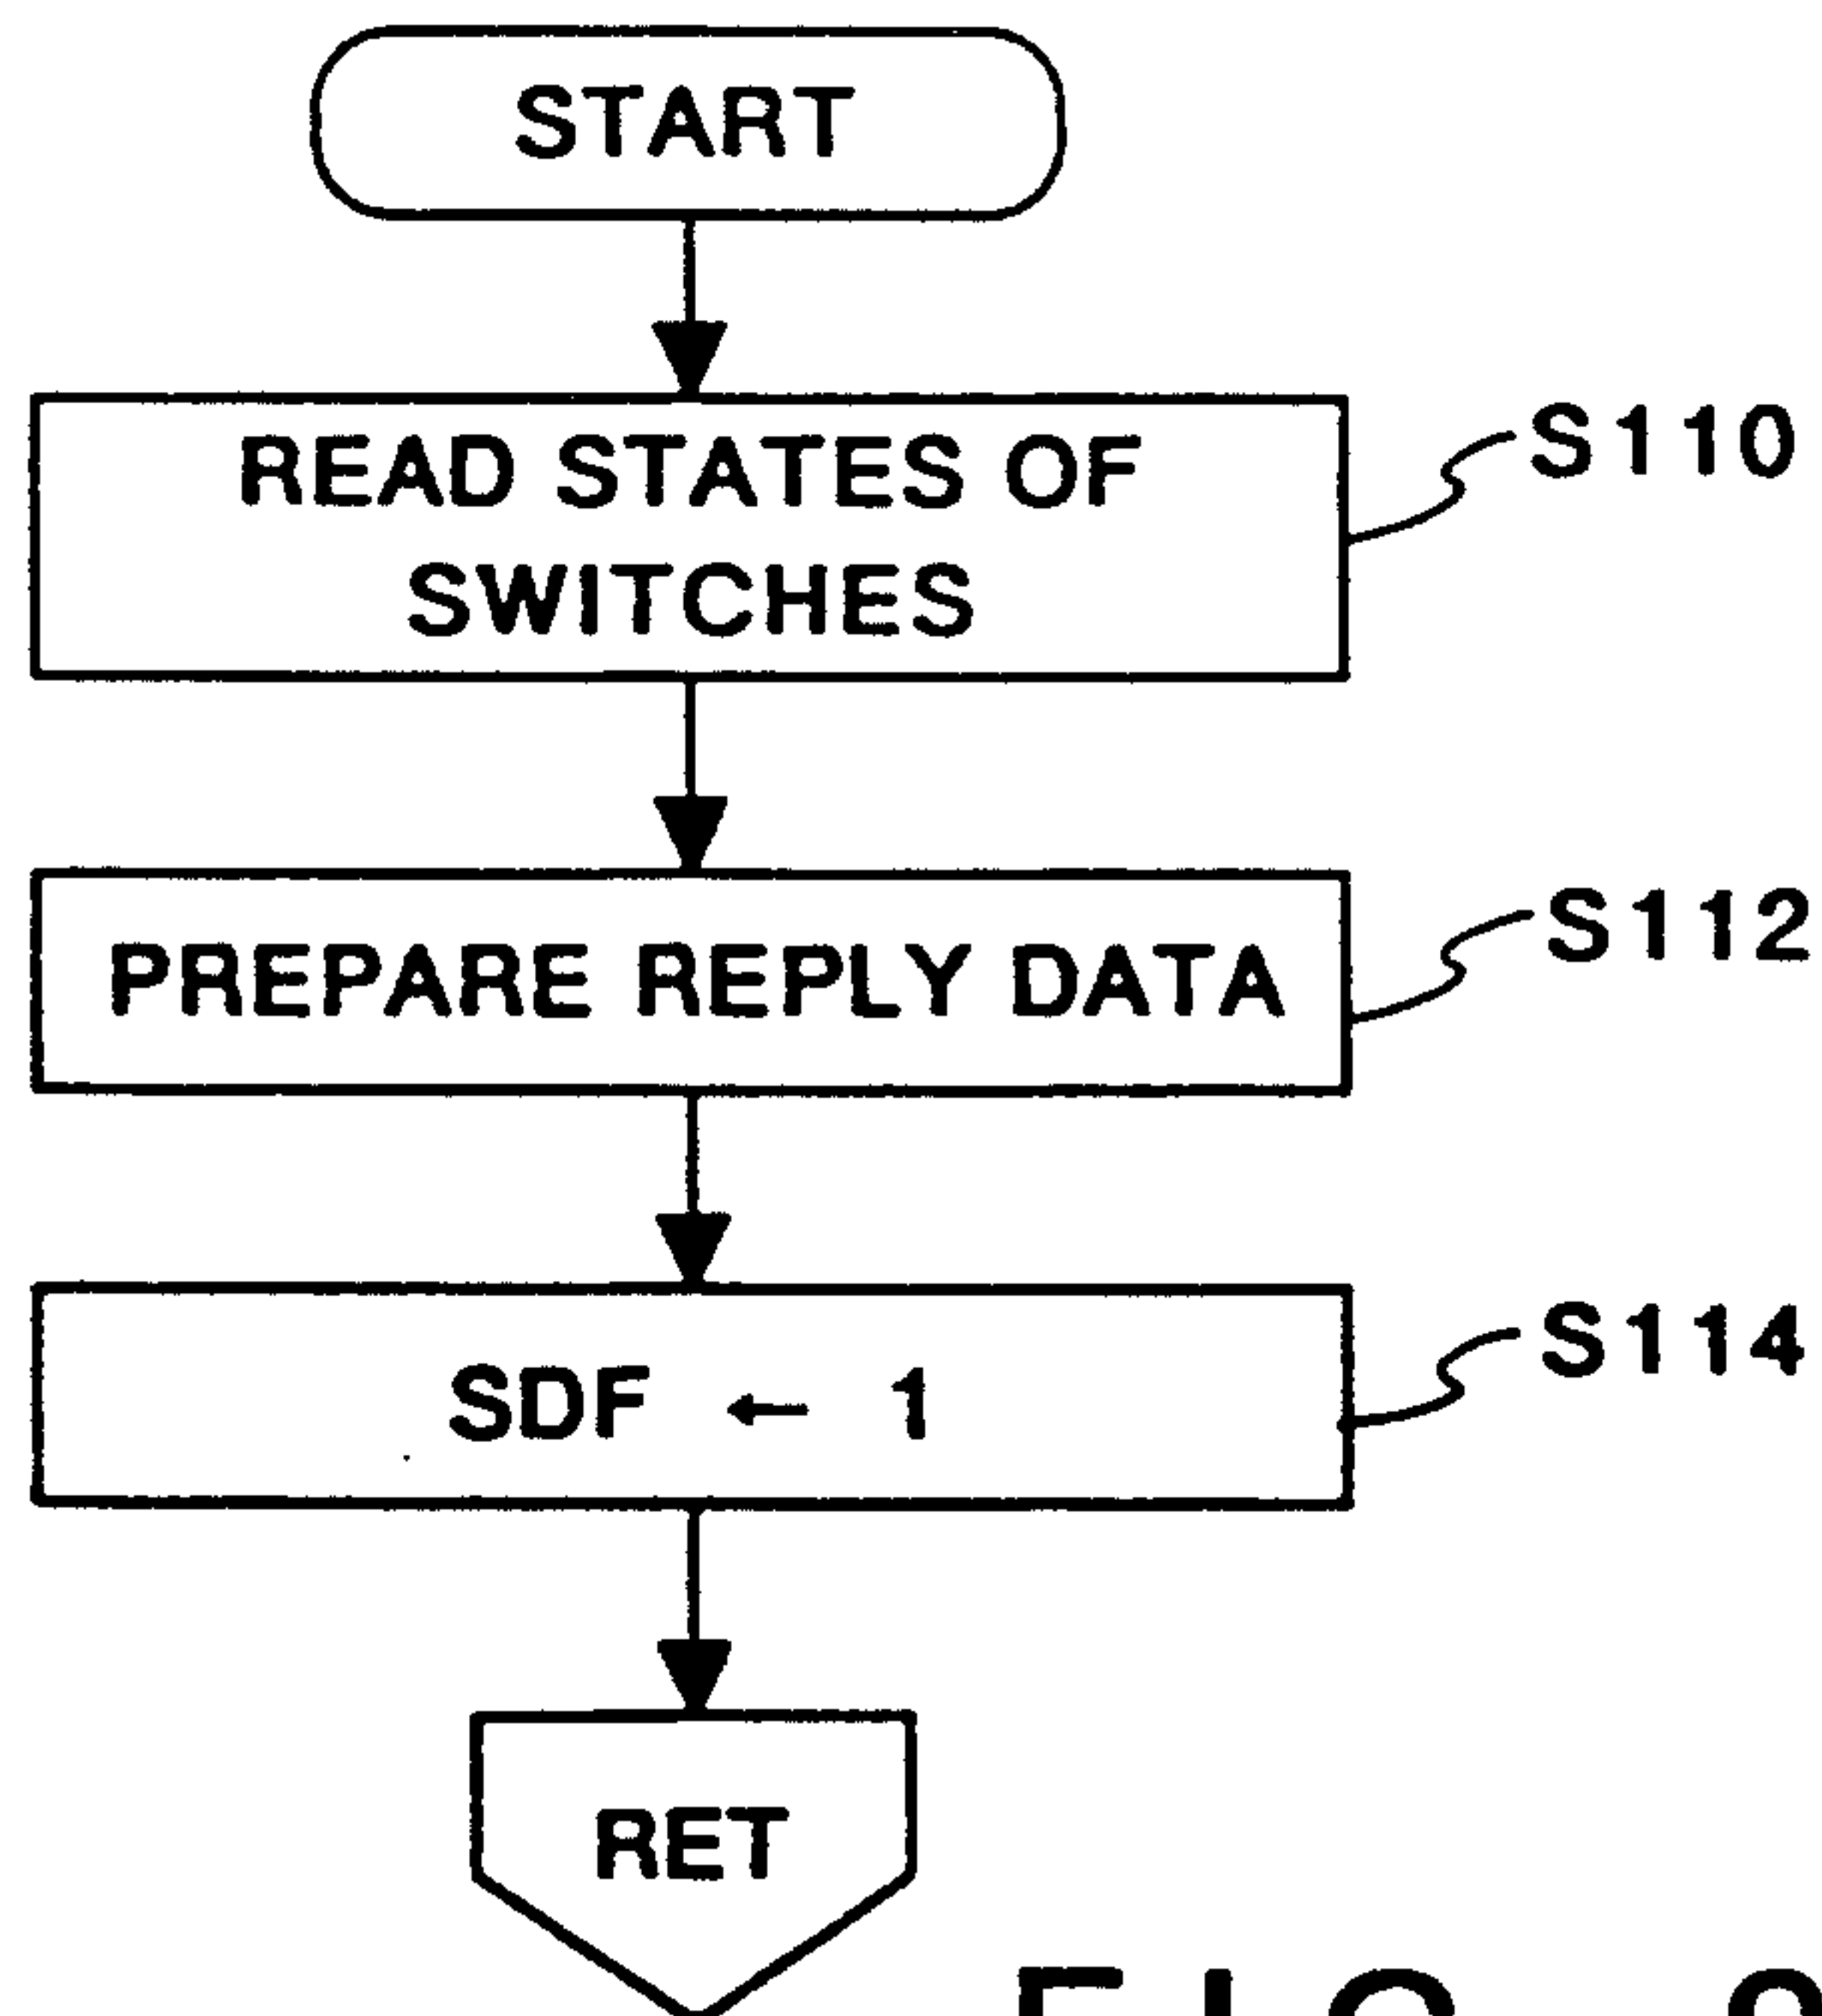 START
READ STATES OF
SWITCHES
S110
PREPARE REPLY DATA
S112
SDF ← 1
S114
RET